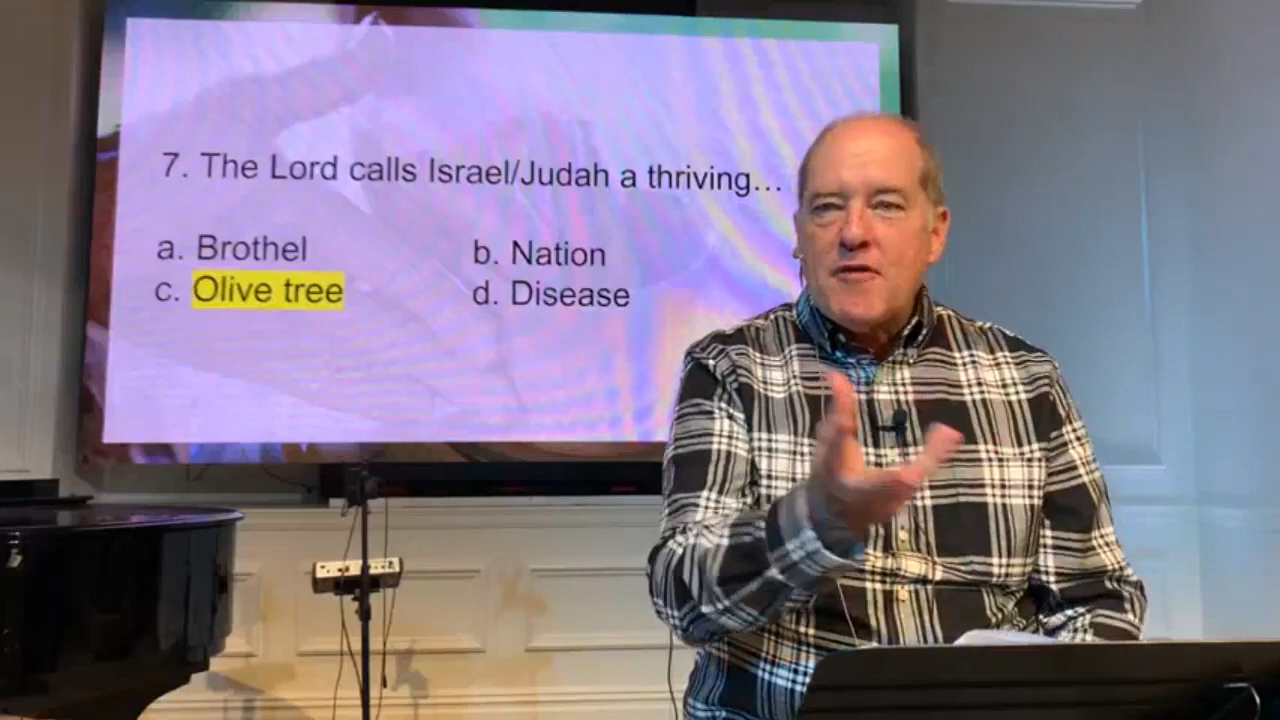 7. The Lord calls Israel/Judah a thriving...
a. Brothel b. Nation
c. Olive tree d. Disease